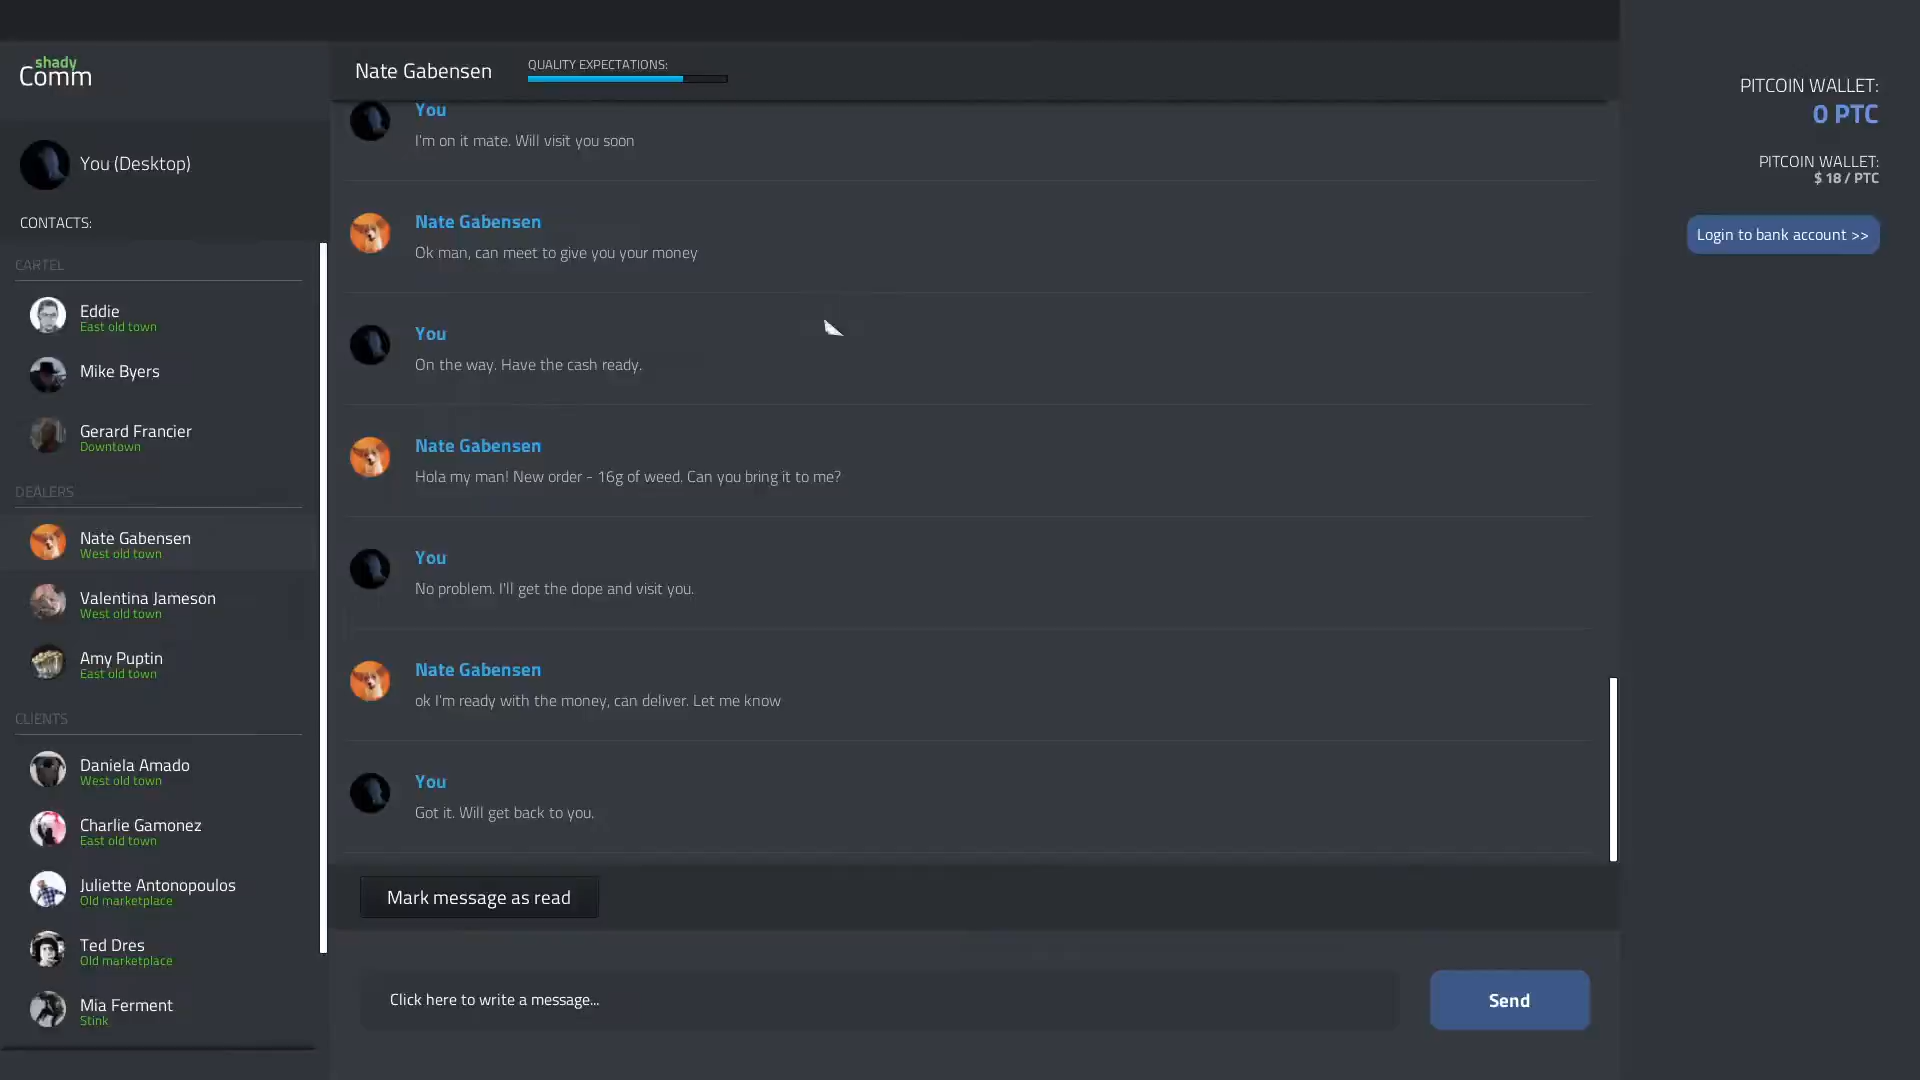 shady
Comm
You (Desktop)
CONTACTS:
CARTEL
Eddie
East old town
Mike Byers
Gerard Francier
Downtown
DEALERS
Nate Gabensen
West old town
Valentina Jameson
West old town
Amy Puptin
East old town
CLIENTS
Daniela Amado
West old town
Charlie Gamonez
East old town
Juliette Antonopoulos
Old marketplace
Ted Dres
Old marketplace
Mia Ferment
Stink
Nate Gabensen
QUALITY EXPECTATIONS:
You
I'm on it mate. Will visit you soon
Nate Gabensen
Ok man, can meet to give you your money
You
On the way. Have the cash ready.
Nate Gabensen
Hola my man! New order - 16g of weed. Can you bring it to me?
You
No problem. I'll get the dope and visit you.
Nate Gabensen
ok I'm ready with the money, can deliver. Let me know
You
Got it. Will get back to you.
Mark message as read
Click here to write a message...
Send
PITCOIN WALLET:
0 PTC
PITCOIN WALLET:
$ 18 / PTC
Login to bank account >>